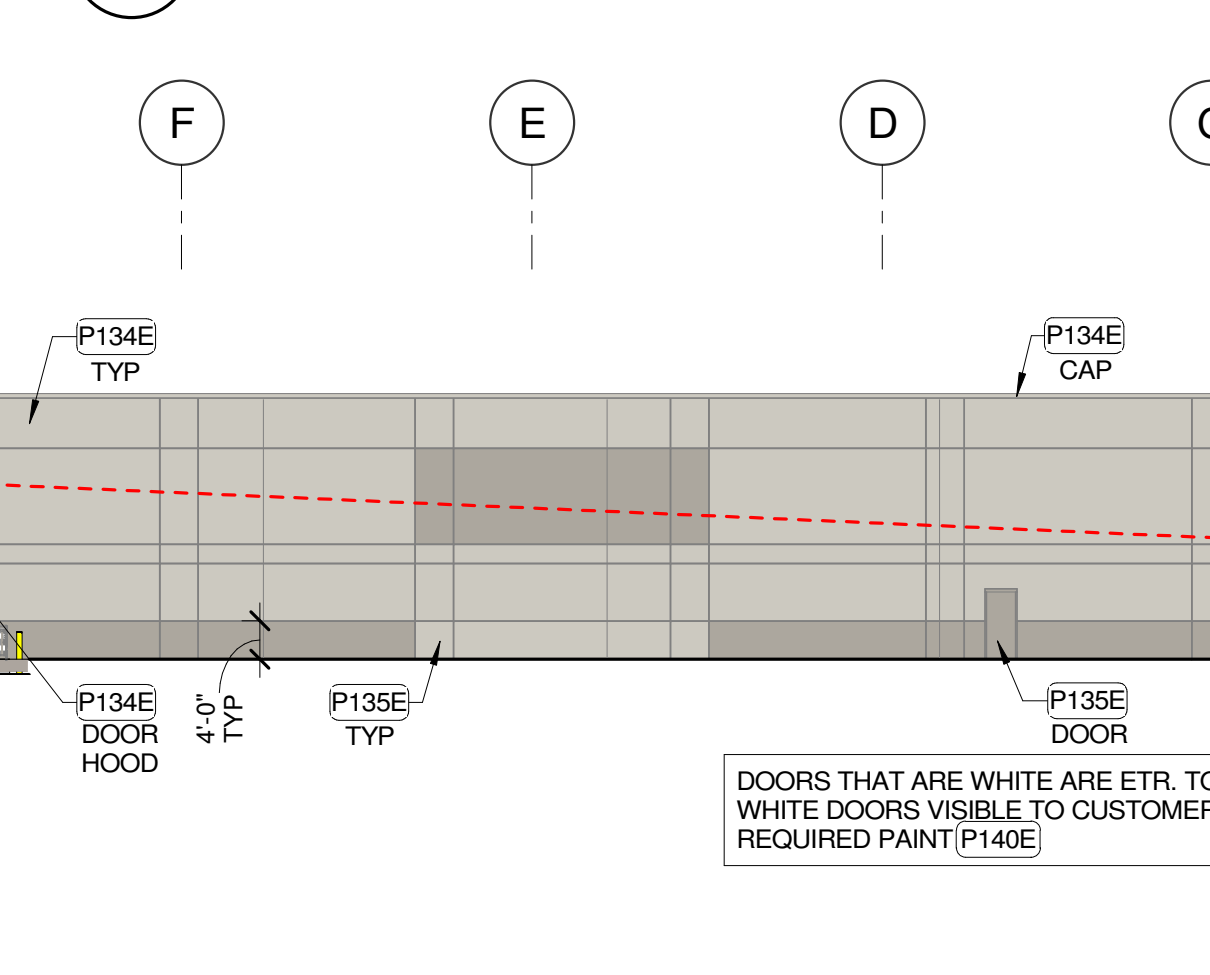 F
E
D
P134E
TYP
P134E
CAP
P134E
DOOR
HOOD
4'-0"
TYP
P135E
TYP
P135E
DOOR
DOORS THAT ARE WHITE ARE ETR. TO
WHITE DOORS VISIBLE TO CUSTOMER
REQUIRED PAINT P140E